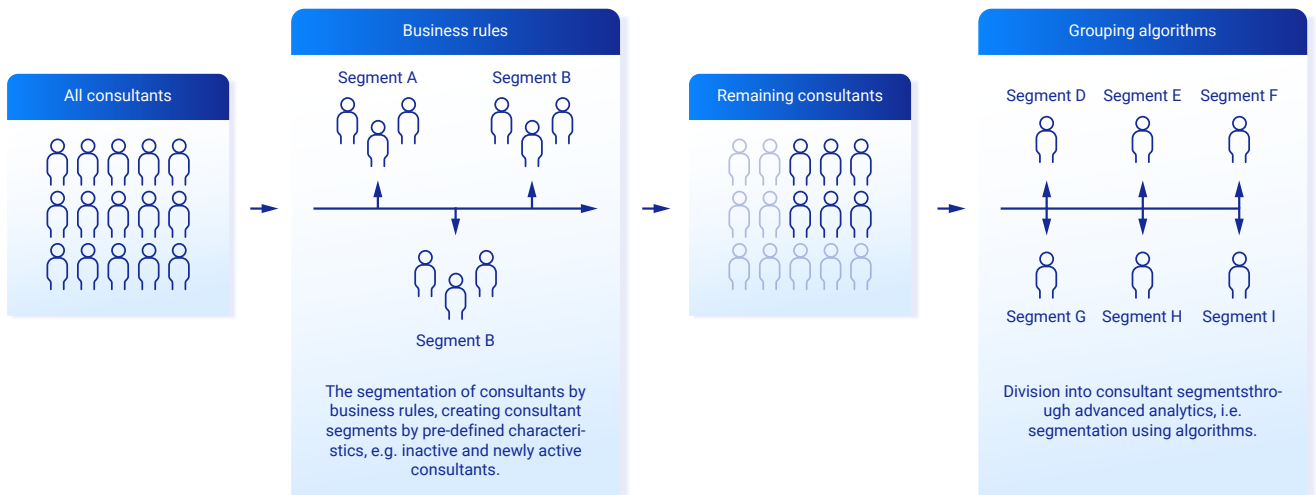 All consultants
Business rules
Segment A
Segment B
Segment B
The segmentation of consultants by
business rules, creating consultant
segments by pre-defined characteri-
stics, e.g. inactive and newly active
consultants.
Remaining consultants
Grouping algorithms
Segment D
Segment E
Segment F
Segment G
Segment H
Segment I
Division into consultant segmentsthro-
ugh advanced analytics, i.e.
segmentation using algorithms.